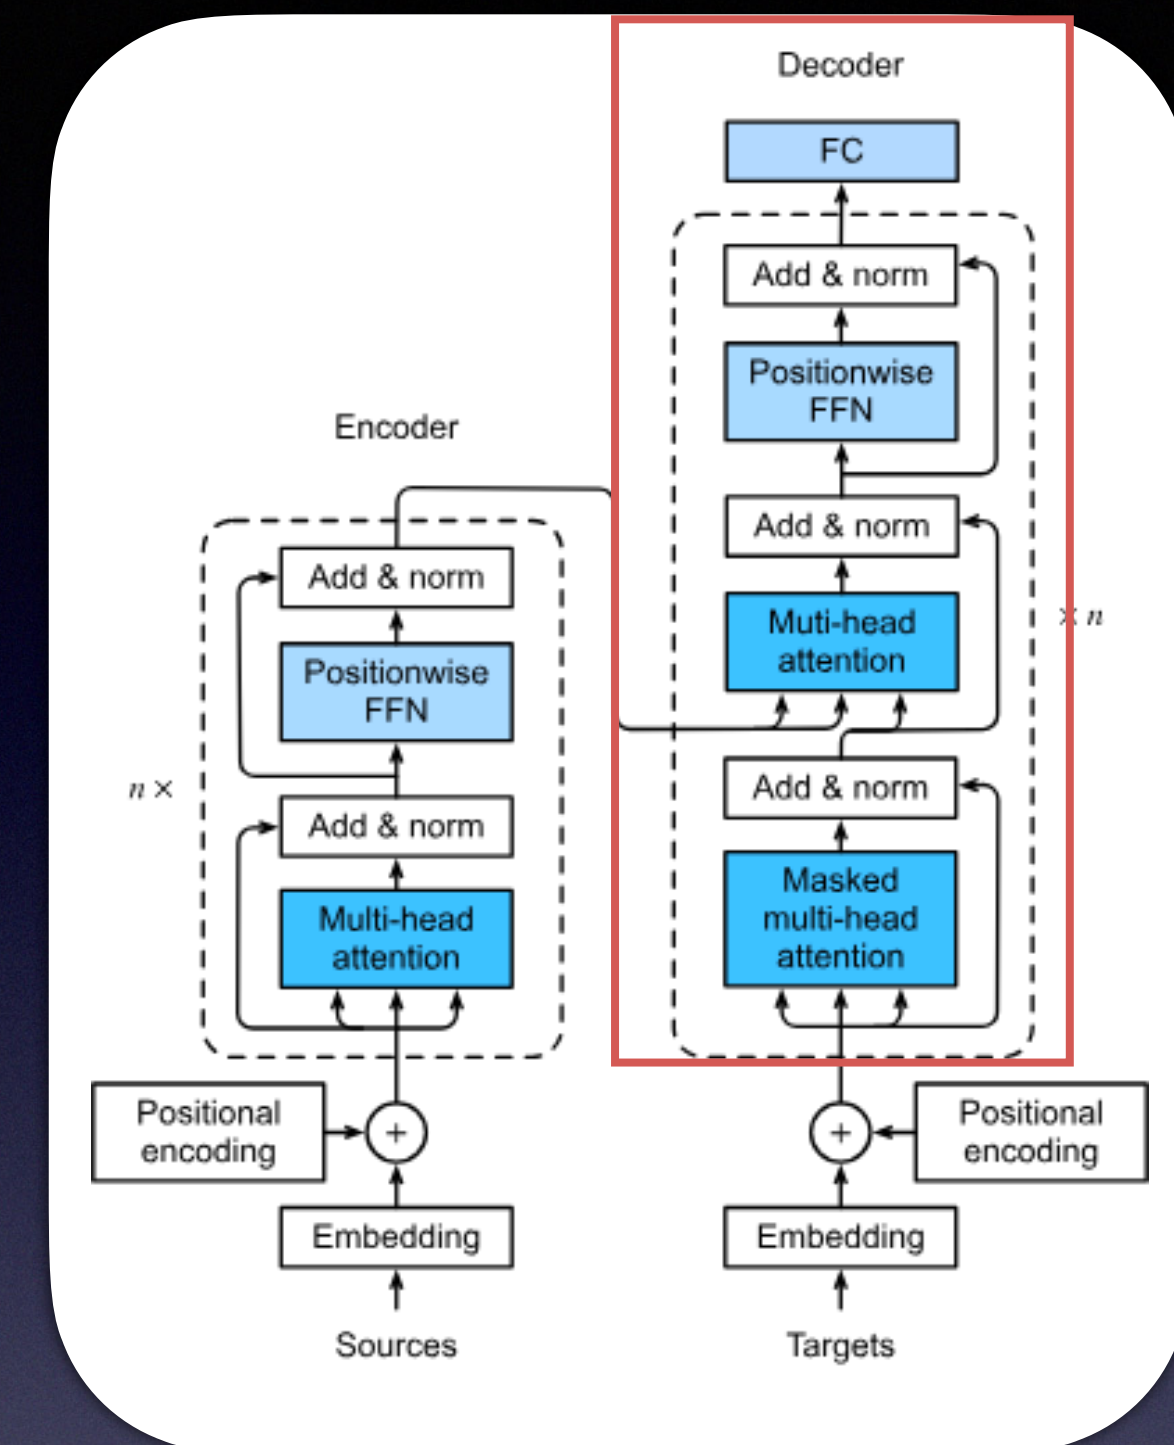 Decoder
FC
Add & norm
Positionwise
FFN
Add & norm
Muti-head
attention
× n
Add & norm
Masked
multi-head
attention
Positional
encoding
+
Embedding
Targets
Encoder
Add & norm
Positionwise
FFN
n ×
Add & norm
Multi-head
attention
Positional
encoding
+
Embedding
Sources